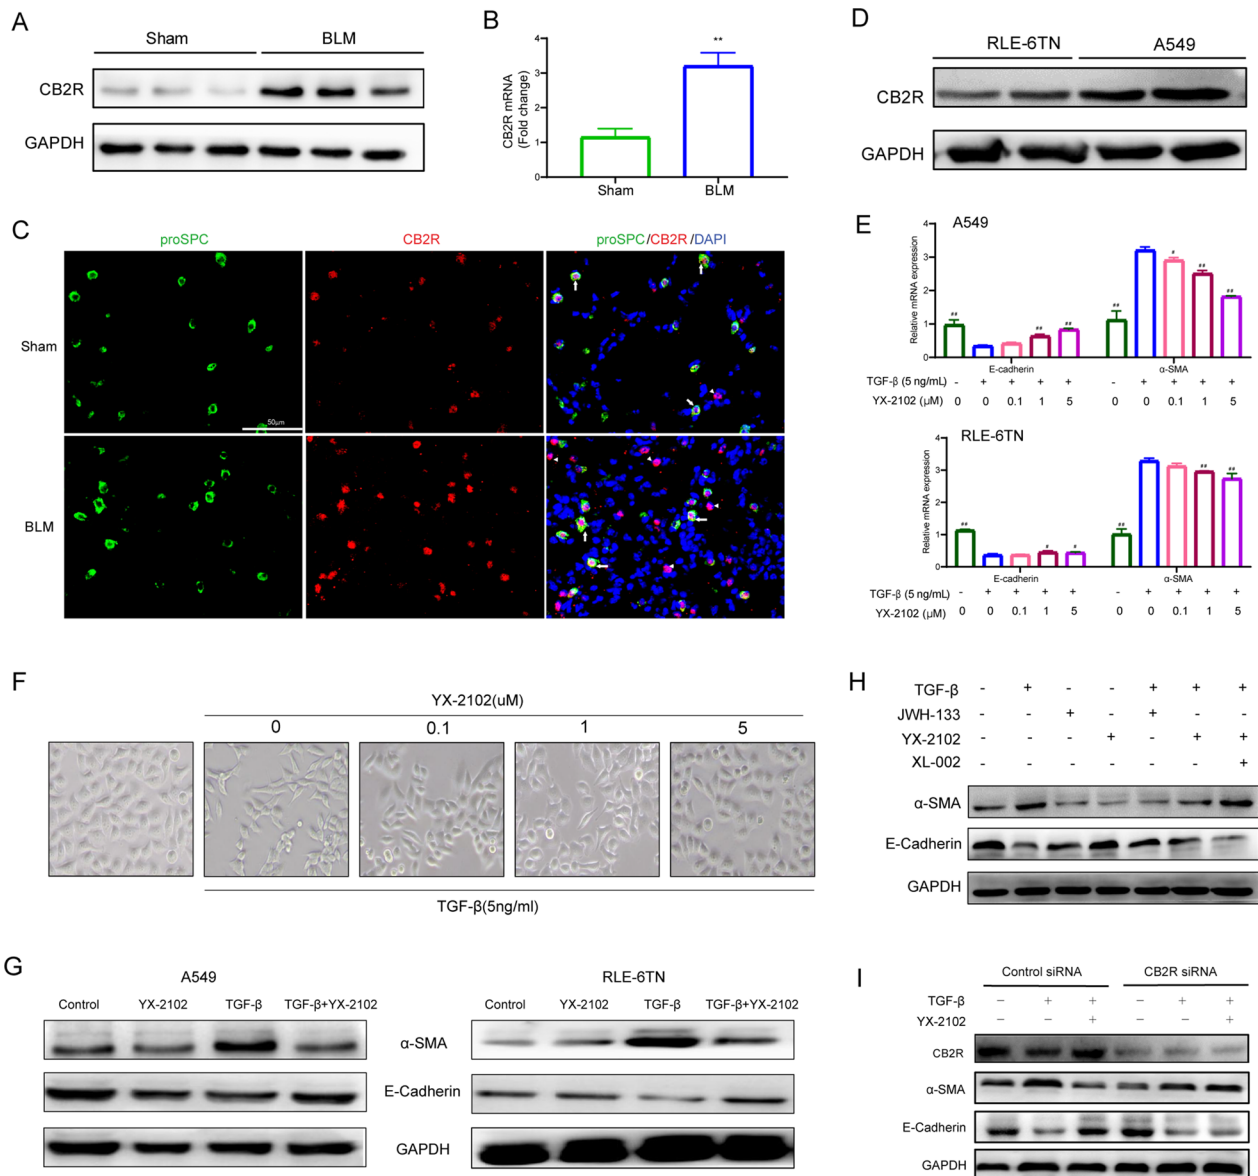 A
Sham BLM
CB2R
GAPDH
B
CB2R mRNA
(Fold change)
4
3
2
1
0
**
Sham BLM
C
proSPC CB2R proSPC/CB2R/DAPI
Sham
50μm
BLM
D
RLE-6TN A549
CB2R
GAPDH
E
A549
Relative mRNA expression
4
3
2
1
0
## ## ## ## # ## ##
E-cadherin α-SMA
TGF-β (5 ng/mL) - + + + + - + + + +
YX-2102 (μM) 0 0 0.1 1 5 0 0 0.1 1 5
RLE-6TN
Relative mRNA expression
4
3
2
1
0
## # # ## ## ##
E-cadherin α-SMA
TGF-β (5 ng/mL) - + + + + - + + + +
YX-2102 (μM) 0 0 0.1 1 5 0 0 0.1 1 5
F
YX-2102(uM)
0 0.1 1 5
TGF-β(5ng/ml)
G
A549 RLE-6TN
Control YX-2102 TGF-β TGF-β+YX-2102 Control YX-2102 TGF-β TGF-β+YX-2102
α-SMA
E-Cadherin
GAPDH
H
TGF-β - + - - + + +
JWH-133 - - + - + - -
YX-2102 - - - + - + +
XL-002 - - - - - - +
α-SMA
E-Cadherin
GAPDH
I
Control siRNA CB2R siRNA
TGF-β − + + − + +
YX-2102 − − + − − +
CB2R
α-SMA
E-Cadherin
GAPDH